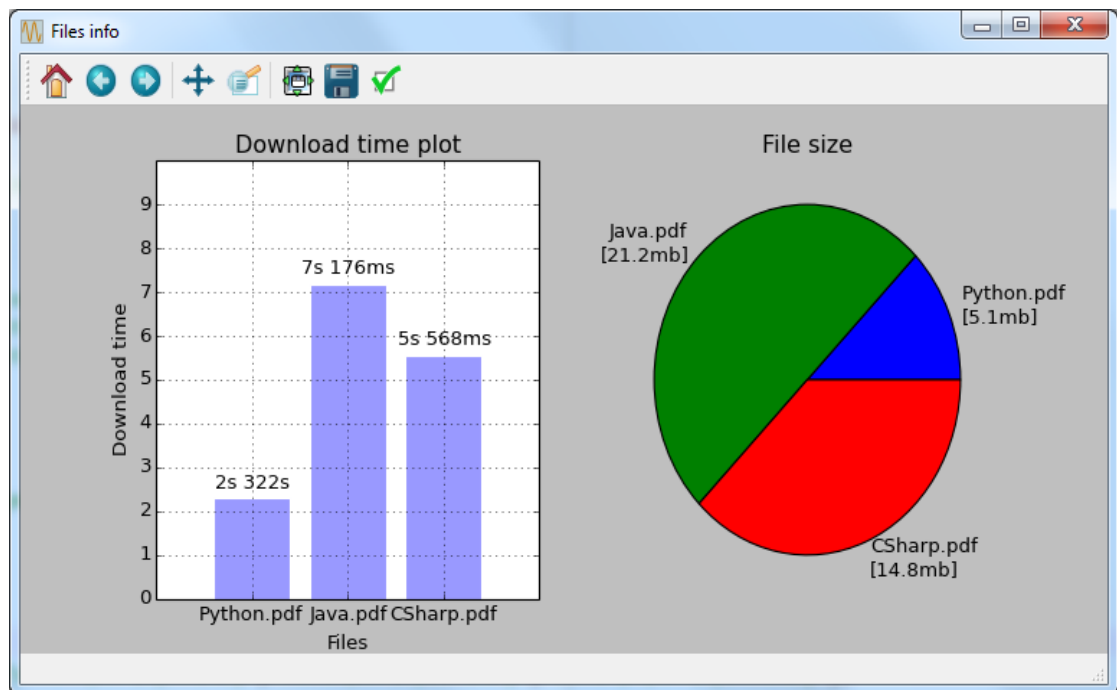 Files info
Download time plot
9
8
7
6
5
4
3
2
1
0
Download time
7s 176ms
5s 568ms
2s 322s
Python.pdf Java.pdf CSharp.pdf
Files
File size
Java.pdf
[21.2mb]
Python.pdf
[5.1mb]
CSharp.pdf
[14.8mb]